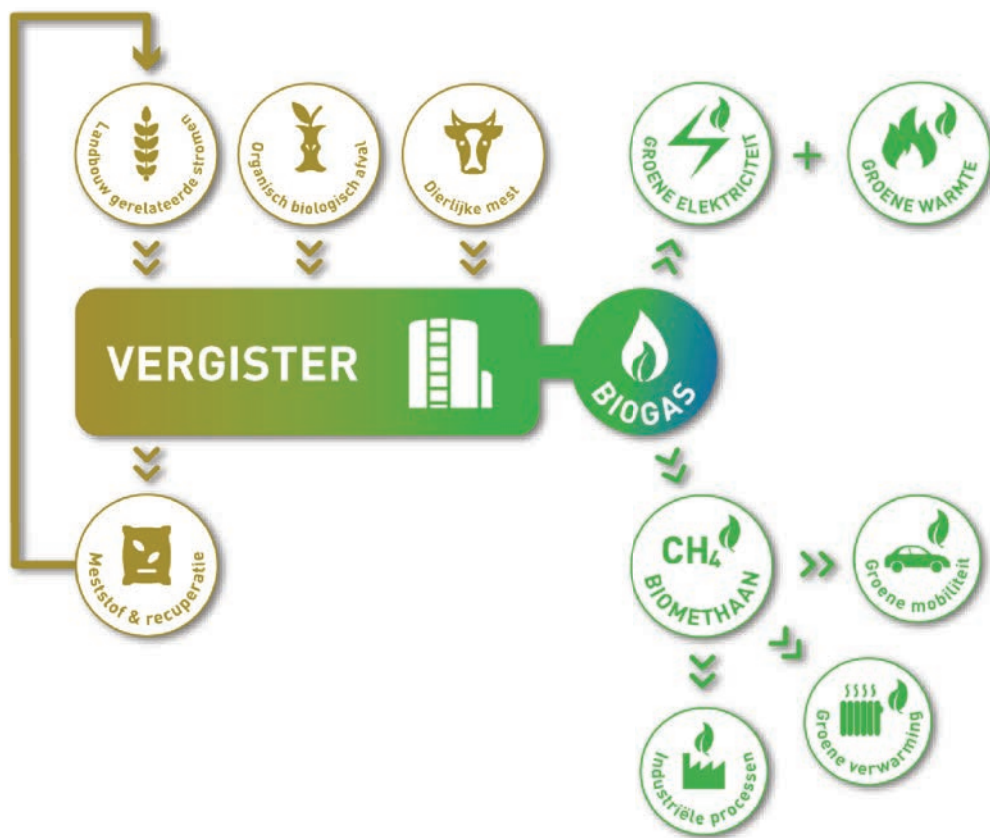 Landbouw gerelateerde stromen
Organisch biologisch afval
Dierlijke mest
GROENE ELEKTRICITEIT
+
GROENE WARMTE
VERGISTER
BIOGAS
Meststof & recuperatie
CH₄
BIOMETHAAN
Groene mobiliteit
Groene verwarming
Industriële processen